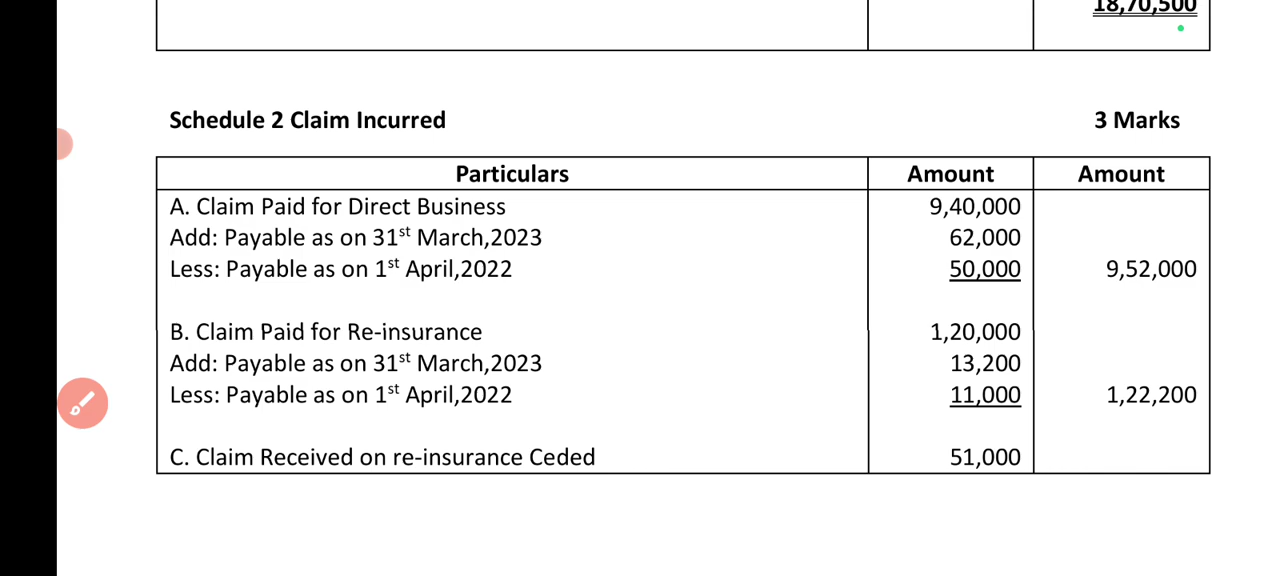 18,70,500
Schedule 2 Claim Incurred 3 Marks
Particulars Amount Amount
A. Claim Paid for Direct Business 9,40,000
Add: Payable as on 31st March,2023 62,000
Less: Payable as on 1st April,2022 50,000 9,52,000
B. Claim Paid for Re-insurance 1,20,000
Add: Payable as on 31st March,2023 13,200
Less: Payable as on 1st April,2022 11,000 1,22,200
C. Claim Received on re-insurance Ceded 51,000